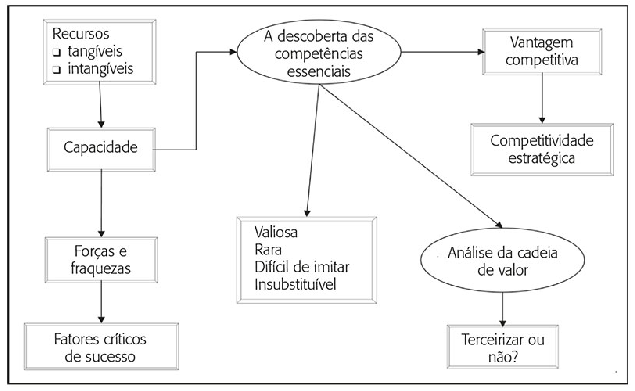 Recursos
❑ tangíveis
❑ intangíveis
A descoberta das
competências
essenciais
Vantagem
competitiva
Capacidade
Competitividade
estratégica
Valiosa
Rara
Difícil de imitar
Insubstituível
Forças e
fraquezas
Análise da cadeia
de valor
Fatores críticos
de sucesso
Terceirizar ou
não?